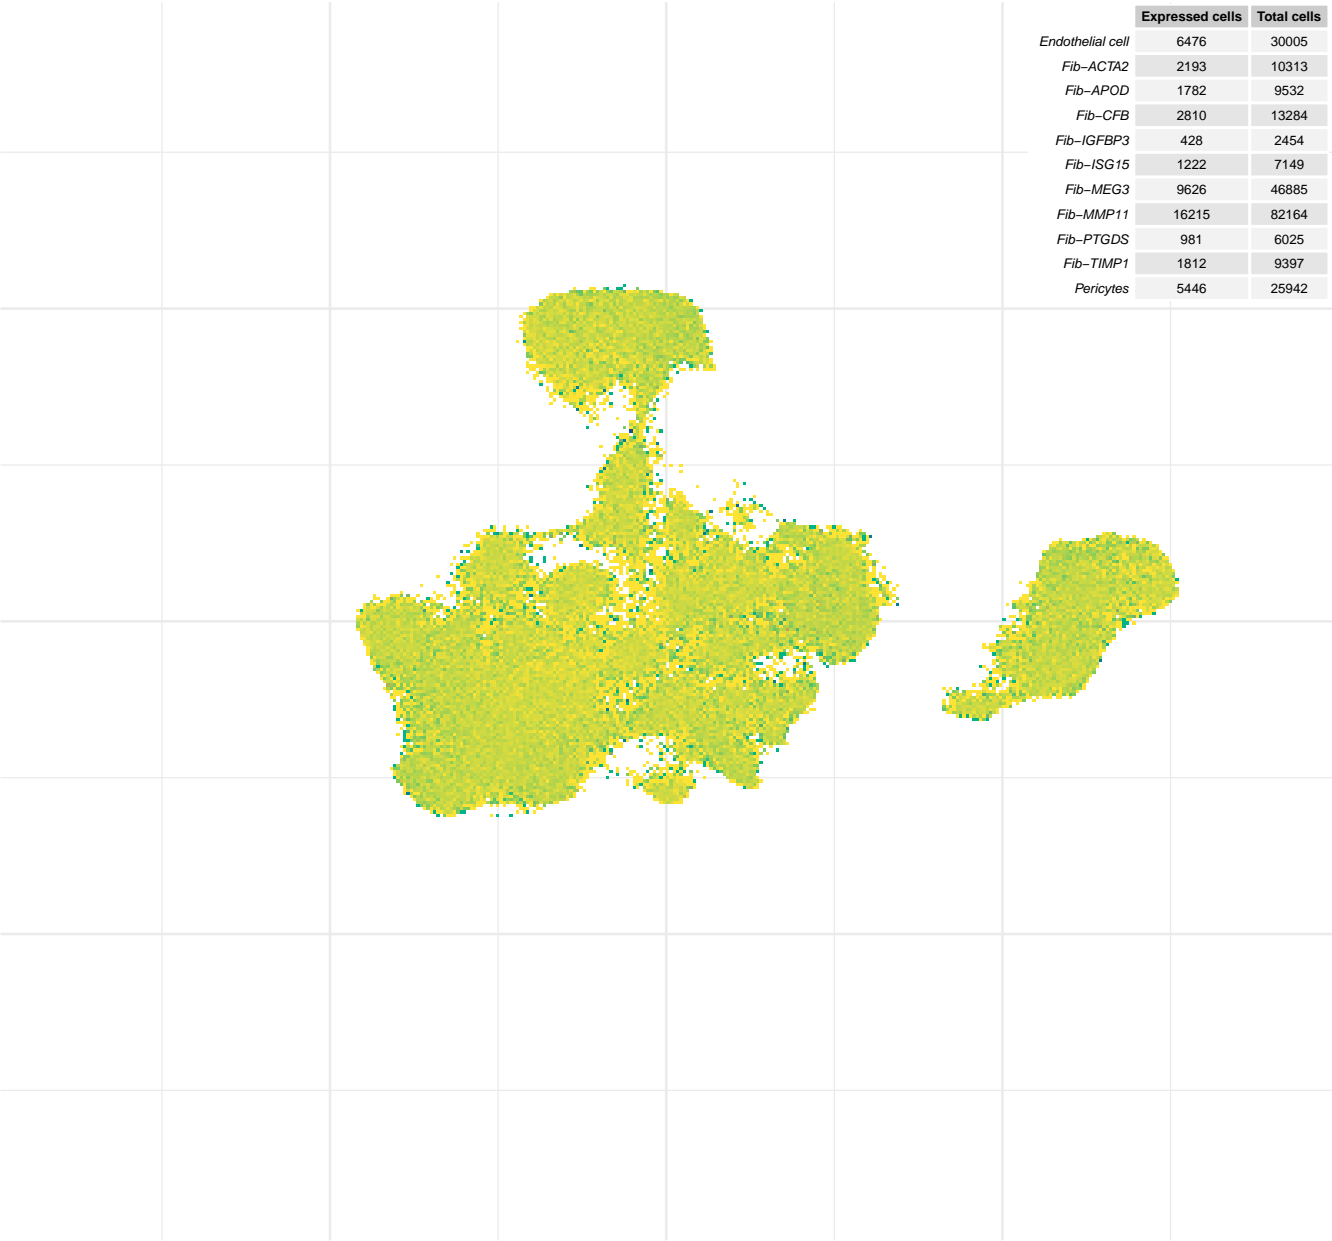 Expressed cells Total cells
Endothelial cell 6476 30005
Fib−ACTA2 2193 10313
Fib−APOD 1782 9532
Fib−CFB 2810 13284
Fib−IGFBP3 428 2454
Fib−ISG15 1222 7149
Fib−MEG3 9626 46885
Fib−MMP11 16215 82164
Fib−PTGDS 981 6025
Fib−TIMP1 1812 9397
Pericytes 5446 25942